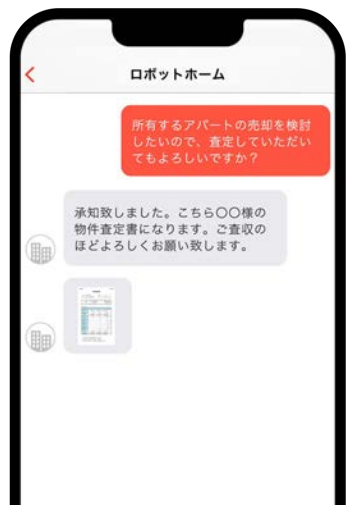 ロボットホーム
所有するアパートの売却を検討
したいので、査定していただい
てもよろしいですか？
承知致しました。こちら〇〇様の
物件査定書になります。ご査収の
ほどよろしくお願い致します。